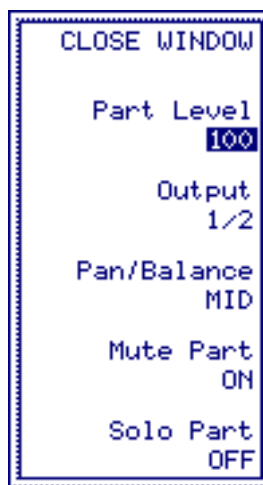 CLOSE WINDOW
Part Level
100
Output
1/2
Pan/Balance
MID
Mute Part
ON
Solo Part
OFF